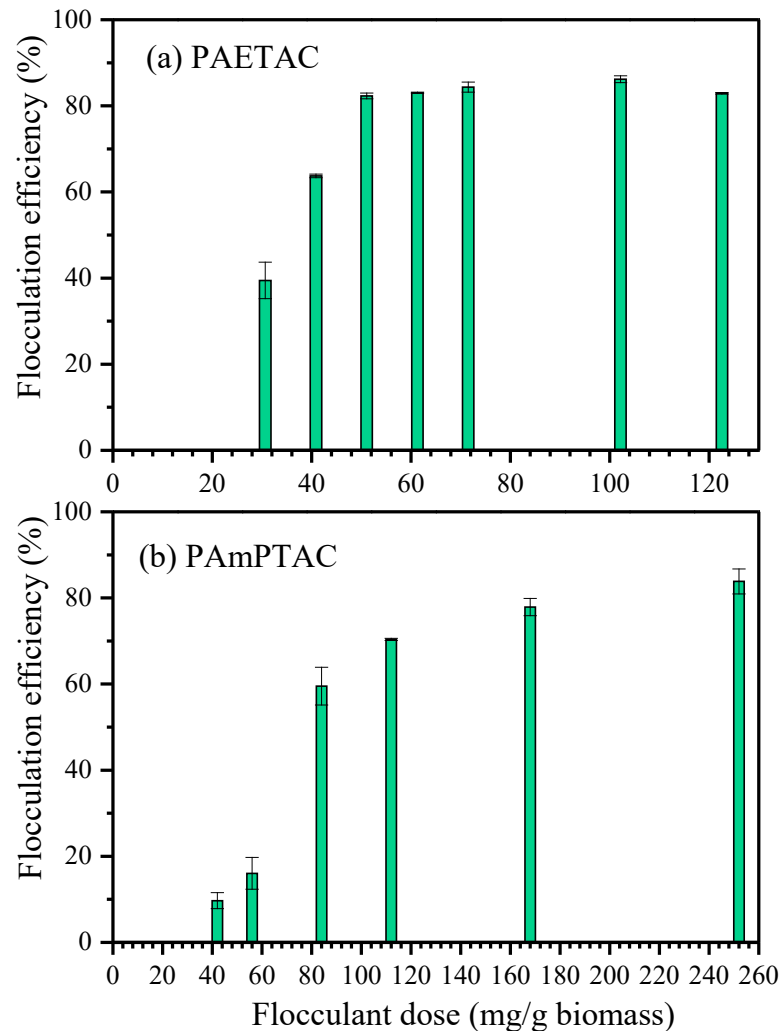 Flocculation efficiency (%)
100
80
60
40
20
0
(a) PAETAC
0 20 40 60 80 100 120
Flocculation efficiency (%)
100
80
60
40
20
0
(b) PAmPTAC
0 20 40 60 80 100 120 140 160 180 200 220 240 260
Flocculant dose (mg/g biomass)